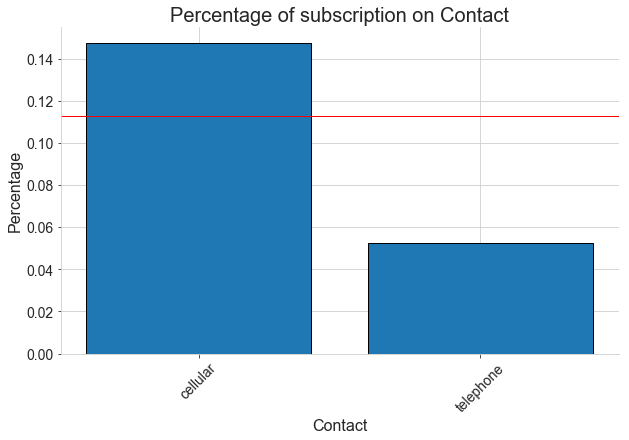 Percentage of subscription on Contact
Percentage
0.14
0.12
0.10
0.08
0.06
0.04
0.02
0.00
cellular
telephone
Contact